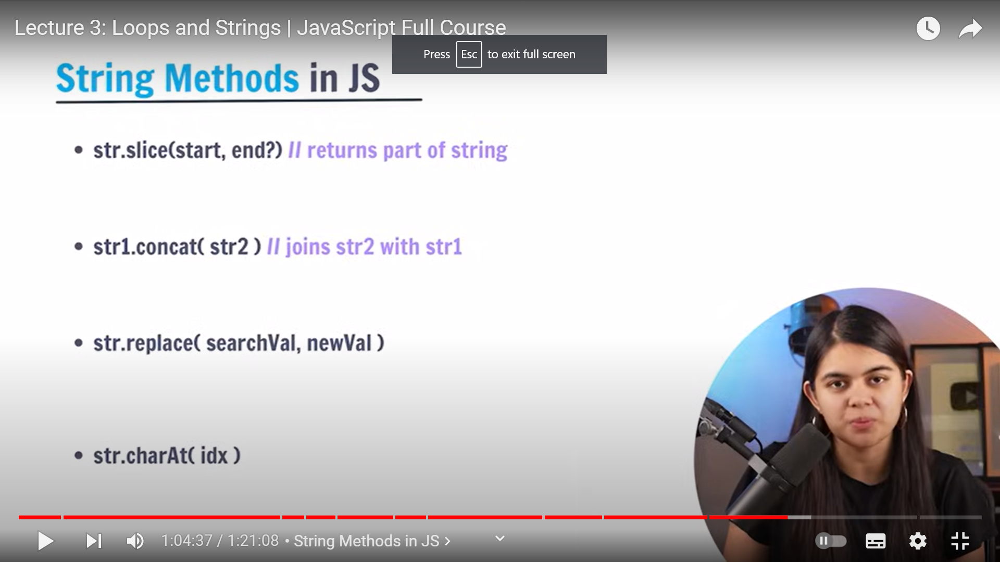 Lecture 3: Loops and Strings | JavaScript Full Course
Press Esc to exit full screen
String Methods in JS
• str.slice(start, end?) // returns part of string
• str1.concat( str2 ) // joins str2 with str1
• str.replace( searchVal, newVal )
• str.charAt( idx )
1:04:37 / 1:21:08 • String Methods in JS >